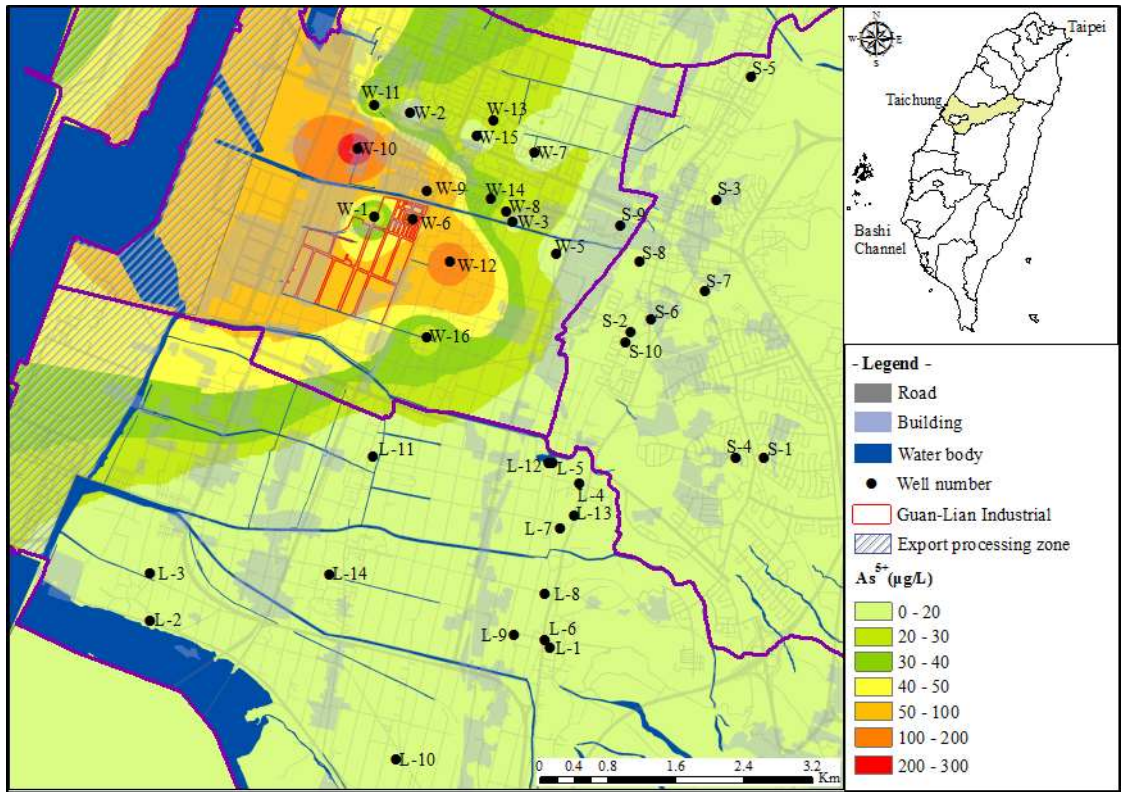 W-11
W-2
W-13
W-15
W-7
W-10
W-9
W-14
W-8
W-3
W-1
W-6
W-5
W-12
W-16
S-5
S-3
S-9
S-8
S-7
S-6
S-2
S-10
S-4
S-1
L-11
L-12
L-5
L-4
L-13
L-7
L-3
L-14
L-8
L-2
L-9
L-6
L-1
L-10
0 0.4 0.8 1.6 2.4 3.2
Km
N
W E
S
Taipei
Taichung
Bashi
Channel
- Legend -
Road
Building
Water body
Well number
Guan-Lian Industrial
Export processing zone
As5+(µg/L)
0 - 20
20 - 30
30 - 40
40 - 50
50 - 100
100 - 200
200 - 300